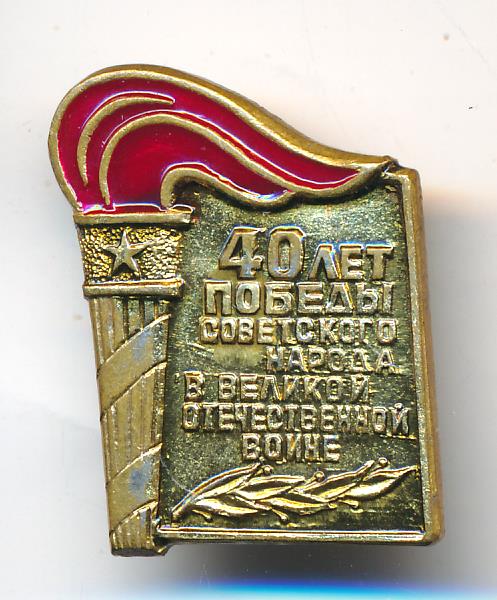 40 ЛЕТ
ПОБЕДЫ
СОВЕТСКОГО
НАРОДА
В ВЕЛИКОЙ
ОТЕЧЕСТВЕННОЙ
ВОЙНЕ